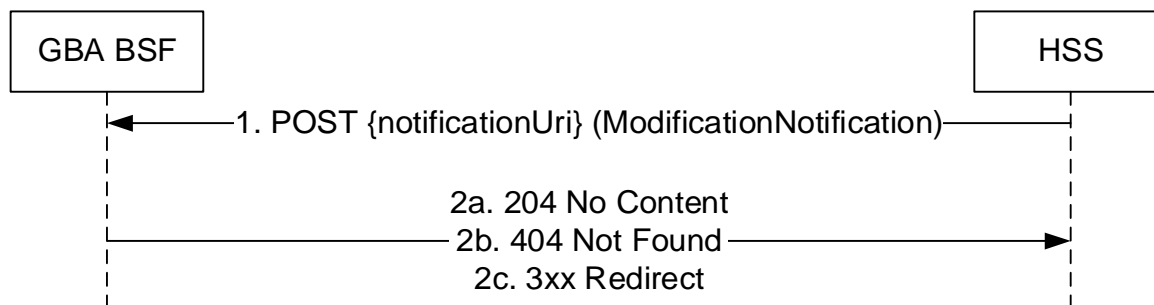 GBA BSF
HSS
1. POST {notificationUri} (ModificationNotification)
2a. 204 No Content
2b. 404 Not Found
2c. 3xx Redirect